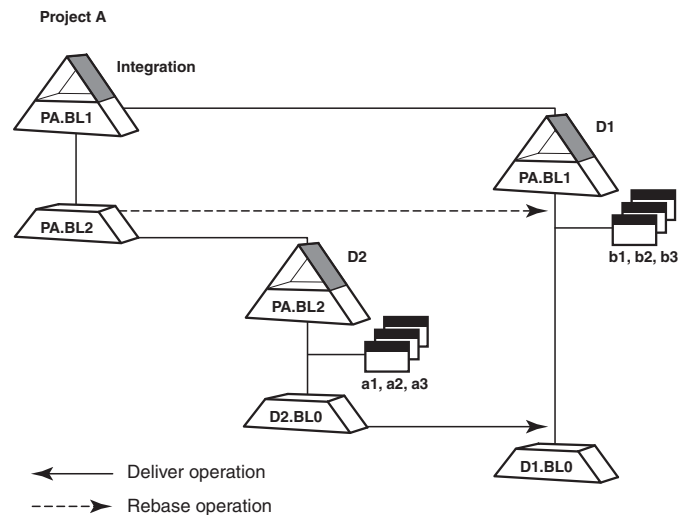 Project A
Integration
PA.BL1
D1
PA.BL1
PA.BL2
b1, b2, b3
D2
PA.BL2
a1, a2, a3
D2.BL0
D1.BL0
Deliver operation
Rebase operation